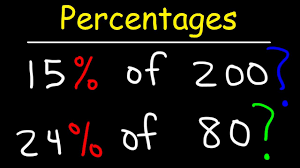 Percentages
15% of 200?
24% of 80?